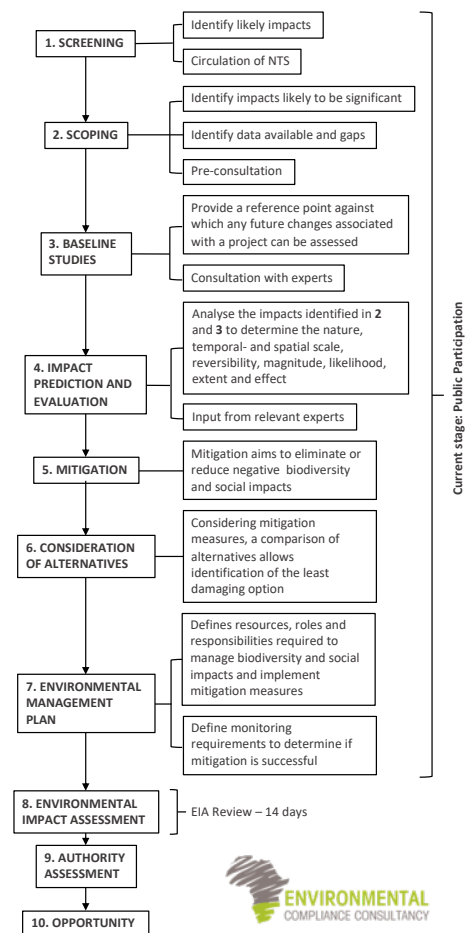 1. SCREENING
Identify likely impacts
Circulation of NTS
2. SCOPING
Identify impacts likely to be significant
Identify data available and gaps
Pre-consultation
3. BASELINE
STUDIES
Provide a reference point against
which any future changes associated
with a project can be assessed
Consultation with experts
4. IMPACT
PREDICTION AND
EVALUATION
Analyse the impacts identified in 2
and 3 to determine the nature,
temporal- and spatial scale,
reversibility, magnitude, likelihood,
extent and effect
Input from relevant experts
5. MITIGATION
Mitigation aims to eliminate or
reduce negative biodiversity
and social impacts
6. CONSIDERATION
OF ALTERNATIVES
Considering mitigation
measures, a comparison of
alternatives allows
identification of the least
damaging option
7. ENVIRONMENTAL
MANAGEMENT
PLAN
Defines resources, roles and
responsibilities required to
manage biodiversity and social
impacts and implement
mitigation measures
Define monitoring
requirements to determine if
mitigation is successful
Current stage: Public Participation
8. ENVIRONMENTAL
IMPACT ASSESSMENT
EIA Review – 14 days
9. AUTHORITY
ASSESSMENT
10. OPPORTUNITY
ENVIRONMENTAL
COMPLIANCE CONSULTANCY